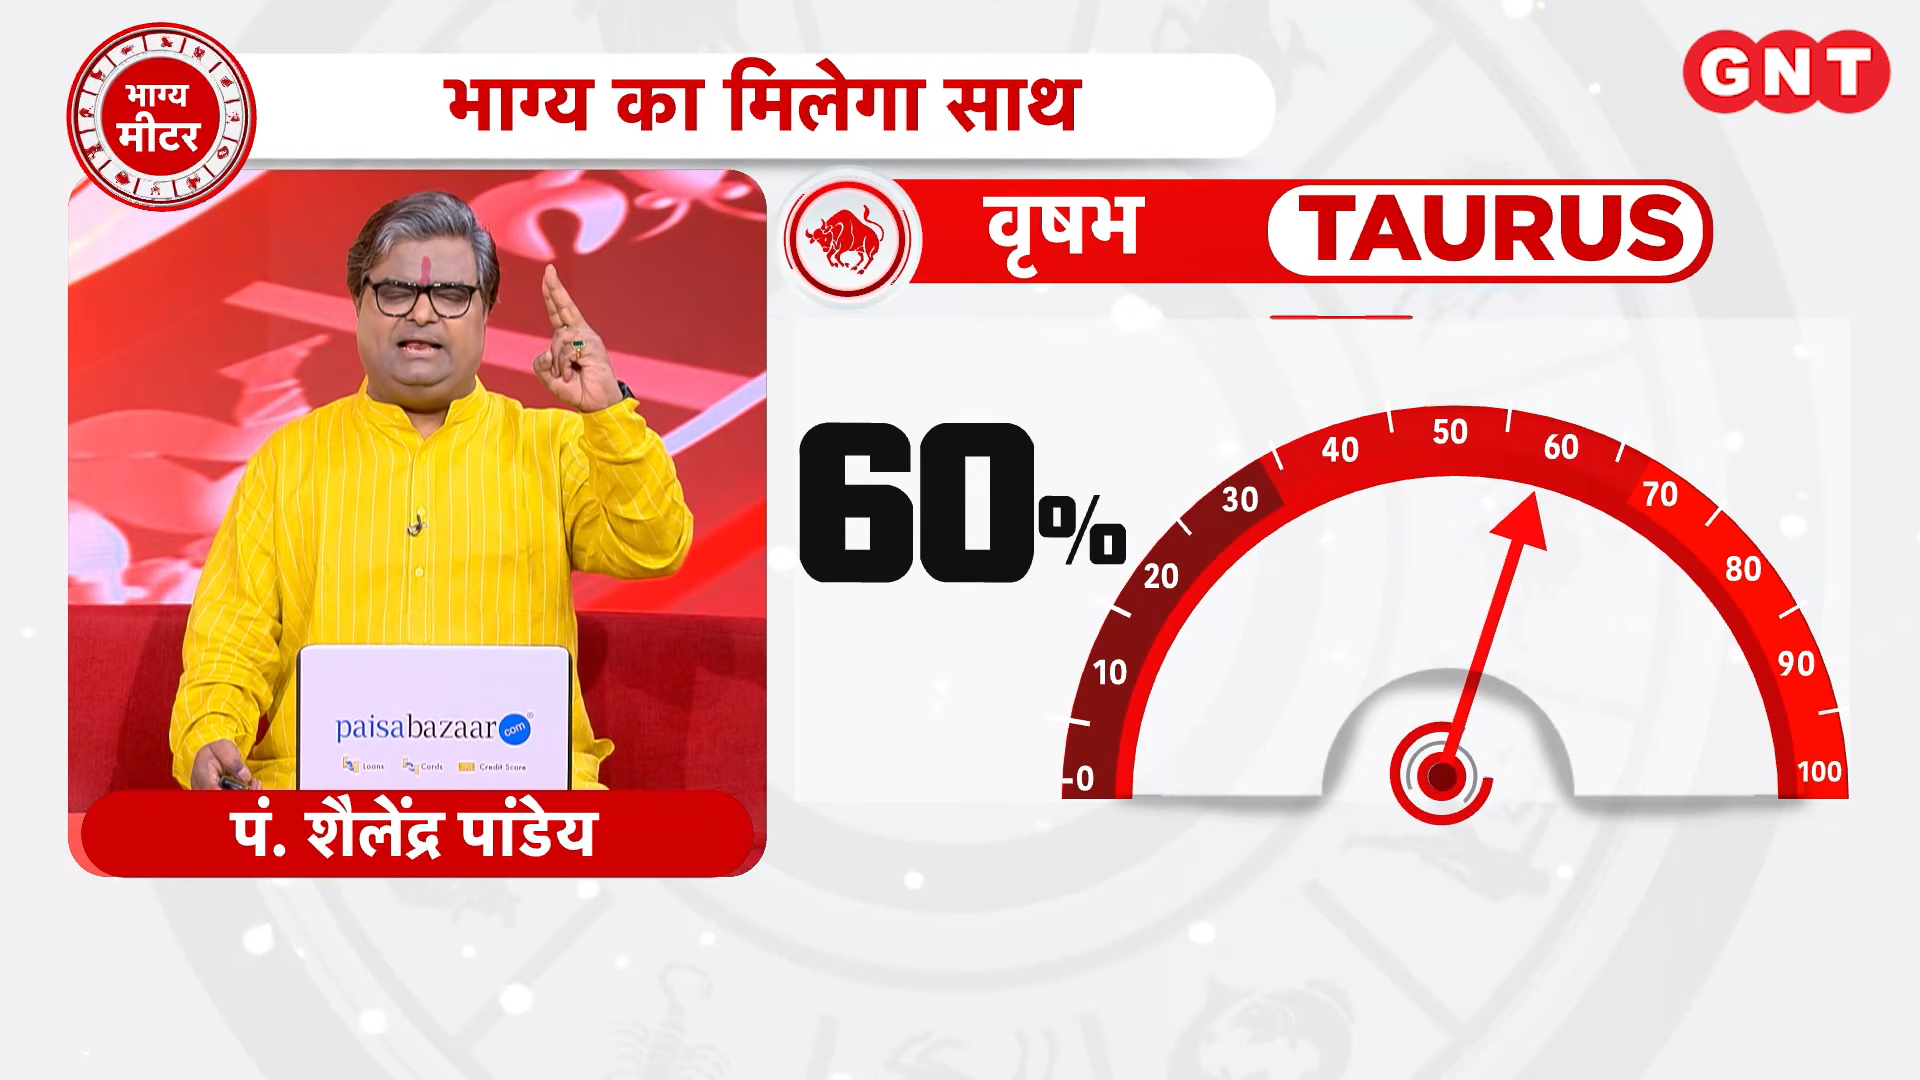 भाग्य
मीटर
भाग्य का मिलेगा साथ
GNT
वृषभ
TAURUS
60%
0
10
20
30
40
50
60
70
80
90
100
paisabazaar.com
Loans Cards Credit Score
पं. शैलेंद्र पांडेय